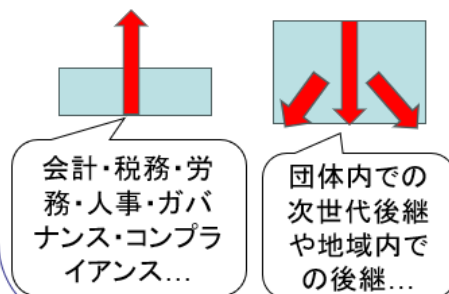 会計・税務・労
務・人事・ガバ
ナンス・コンプラ
イアンス…
団体内での
次世代後継
や地域内で
の後継…